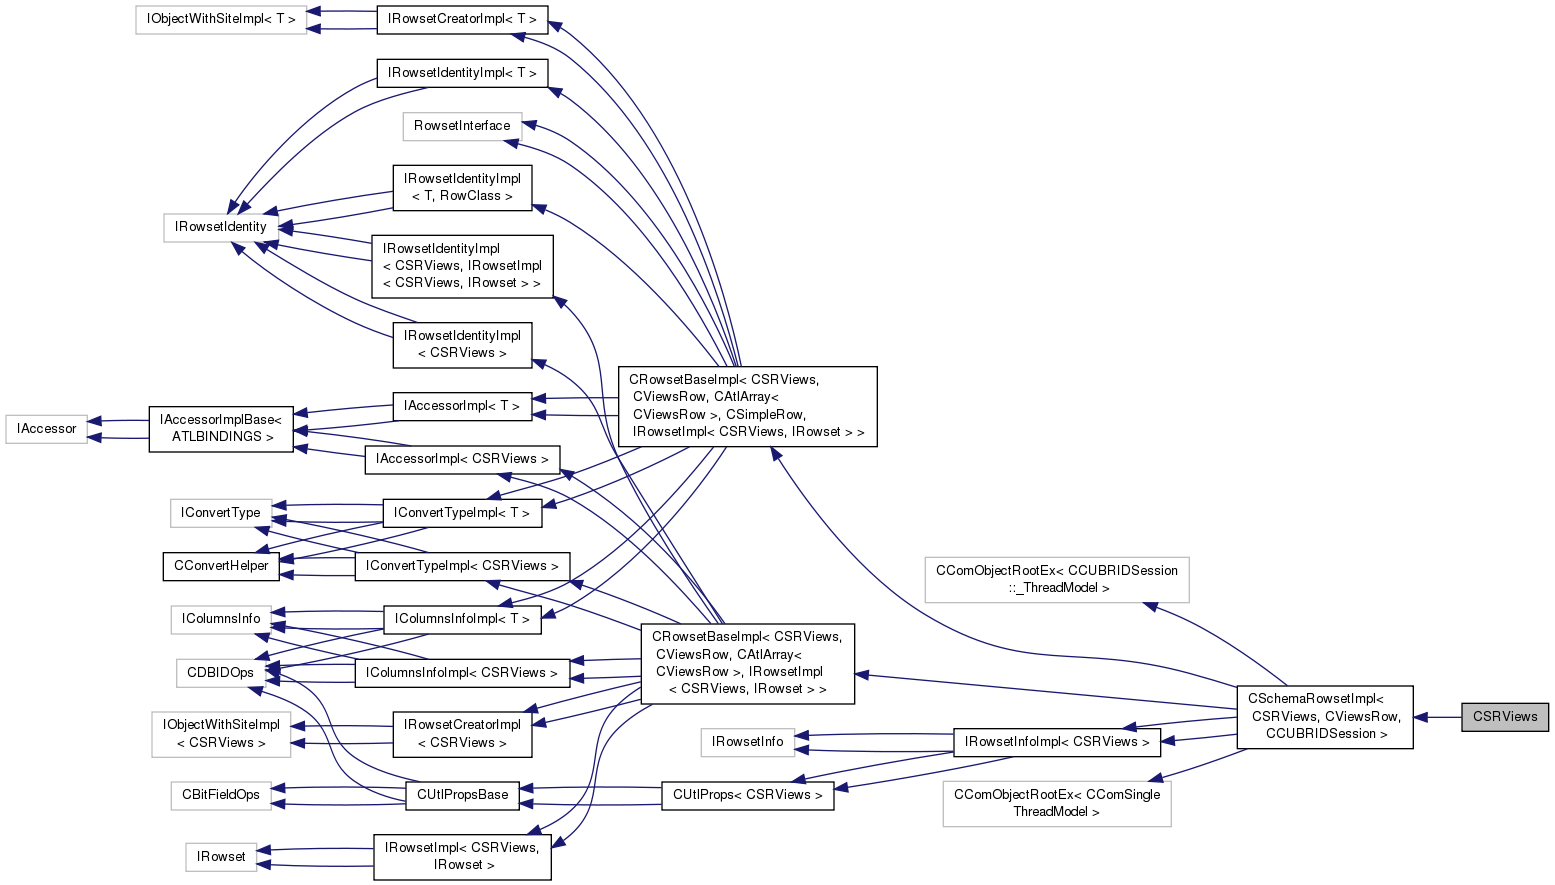 IObjectWithSiteImpl< T >
IRowsetCreatorImpl< T >
IRowsetIdentityImpl< T >
RowsetInterface
IRowsetIdentityImpl
< T, RowClass >
IRowsetIdentity
IRowsetIdentityImpl
< CSRViews, IRowsetImpl
< CSRViews, IRowset > >
IRowsetIdentityImpl
< CSRViews >
CRowsetBaseImpl< CSRViews,
CViewsRow, CAtlArray<
CViewsRow >, CSimpleRow,
IRowsetImpl< CSRViews, IRowset > >
IAccessor
IAccessorImplBase<
ATLBINDINGS >
IAccessorImpl< T >
IAccessorImpl< CSRViews >
IConvertType
IConvertTypeImpl< T >
CConvertHelper
IConvertTypeImpl< CSRViews >
CComObjectRootEx< CCUBRIDSession
::_ThreadModel >
IColumnsInfo
IColumnsInfoImpl< T >
CDBIDOps
IColumnsInfoImpl< CSRViews >
CRowsetBaseImpl< CSRViews,
CViewsRow, CAtlArray<
CViewsRow >, IRowsetImpl
< CSRViews, IRowset > >
IObjectWithSiteImpl
< CSRViews >
IRowsetCreatorImpl
< CSRViews >
IRowsetInfo
IRowsetInfoImpl< CSRViews >
CSchemaRowsetImpl<
CSRViews, CViewsRow,
CCUBRIDSession >
CSRViews
CBitFieldOps
CUtlPropsBase
CUtlProps< CSRViews >
CComObjectRootEx< CComSingle
ThreadModel >
IRowset
IRowsetImpl< CSRViews,
IRowset >